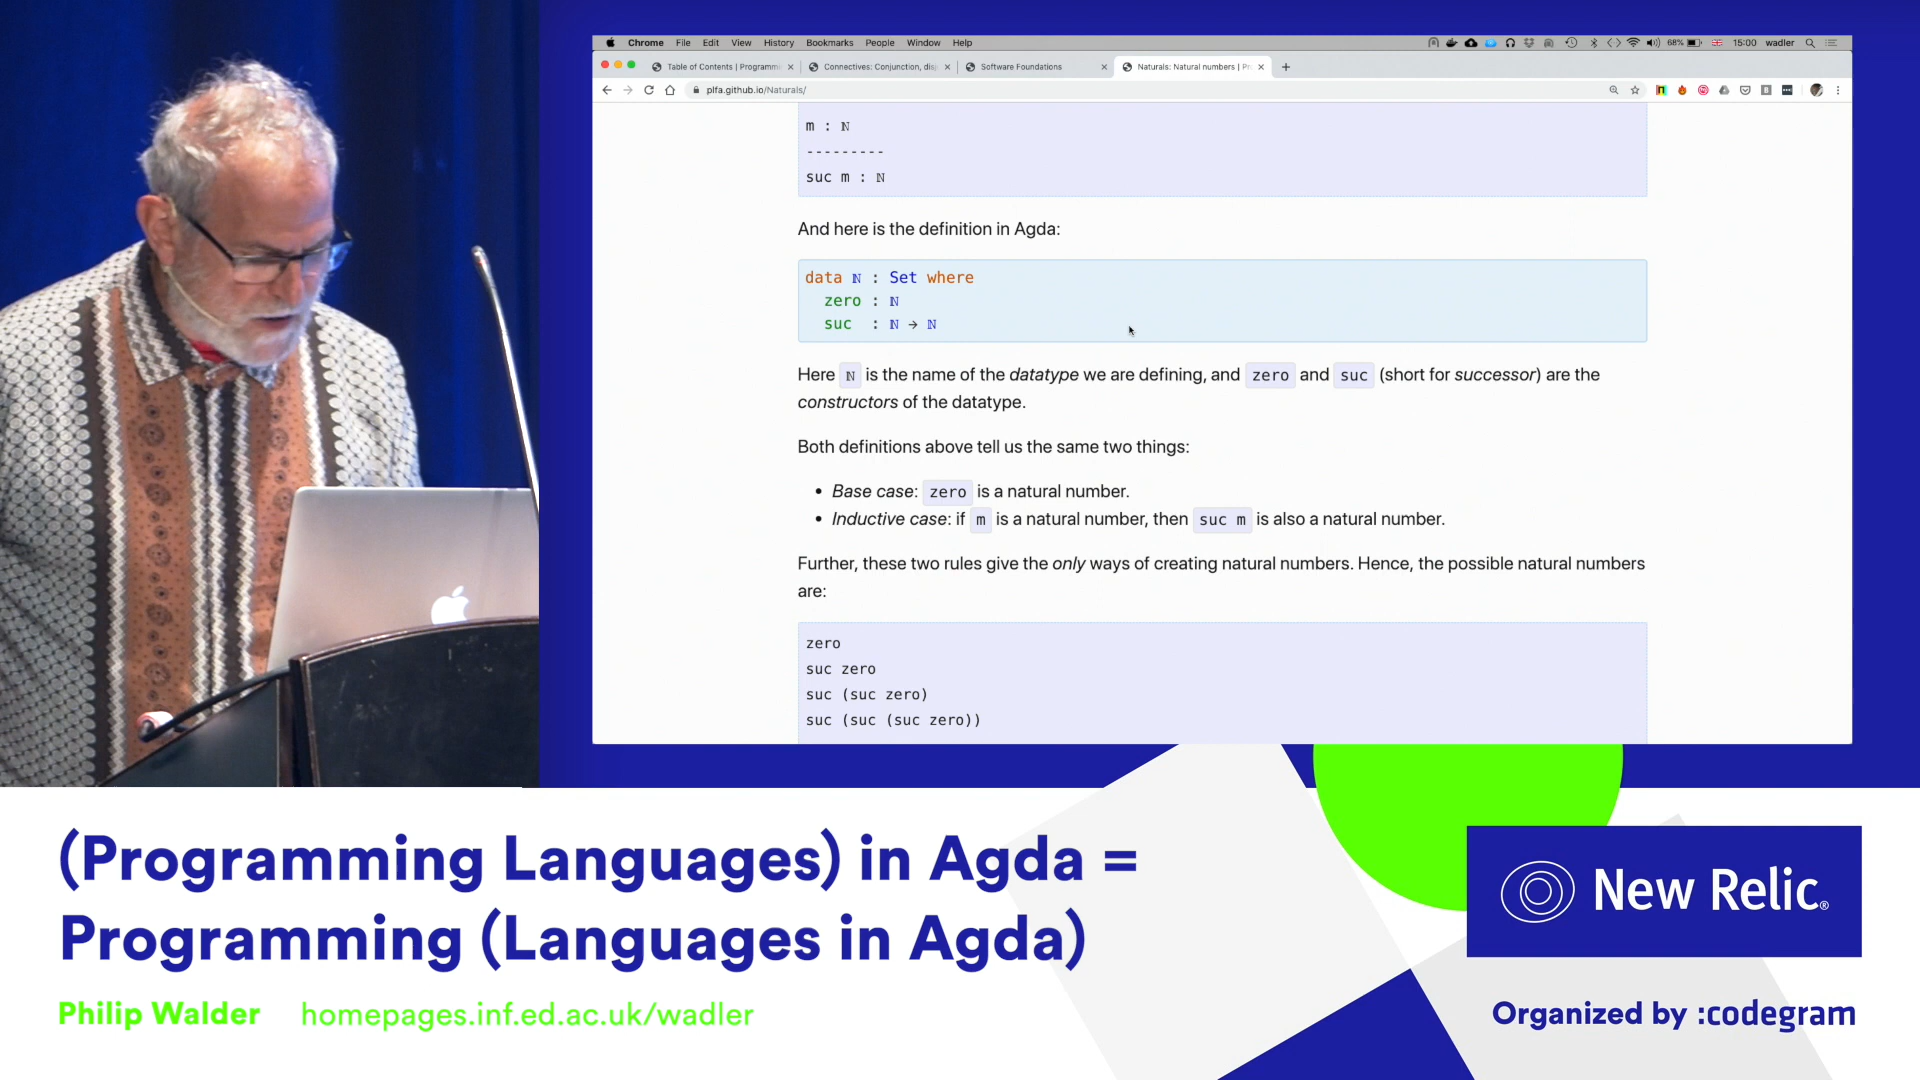 Chrome File Edit View History Bookmarks People Window Help 68% 15:00 wadler
Table of Contents | Programmi Connectives: Conjunction, disj Software Foundations Naturals: Natural numbers | Pr
plfa.github.io/Naturals/
m : ℕ
---------
suc m : ℕ
And here is the definition in Agda:
data ℕ : Set where
zero : ℕ
suc : ℕ → ℕ
Here ℕ is the name of the datatype we are defining, and zero and suc (short for successor) are the
constructors of the datatype.
Both definitions above tell us the same two things:
• Base case: zero is a natural number.
• Inductive case: if m is a natural number, then suc m is also a natural number.
Further, these two rules give the only ways of creating natural numbers. Hence, the possible natural numbers
are:
zero
suc zero
suc (suc zero)
suc (suc (suc zero))
(Programming Languages) in Agda =
Programming (Languages in Agda)
Philip Walder homepages.inf.ed.ac.uk/wadler
New Relic®
Organized by :codegram